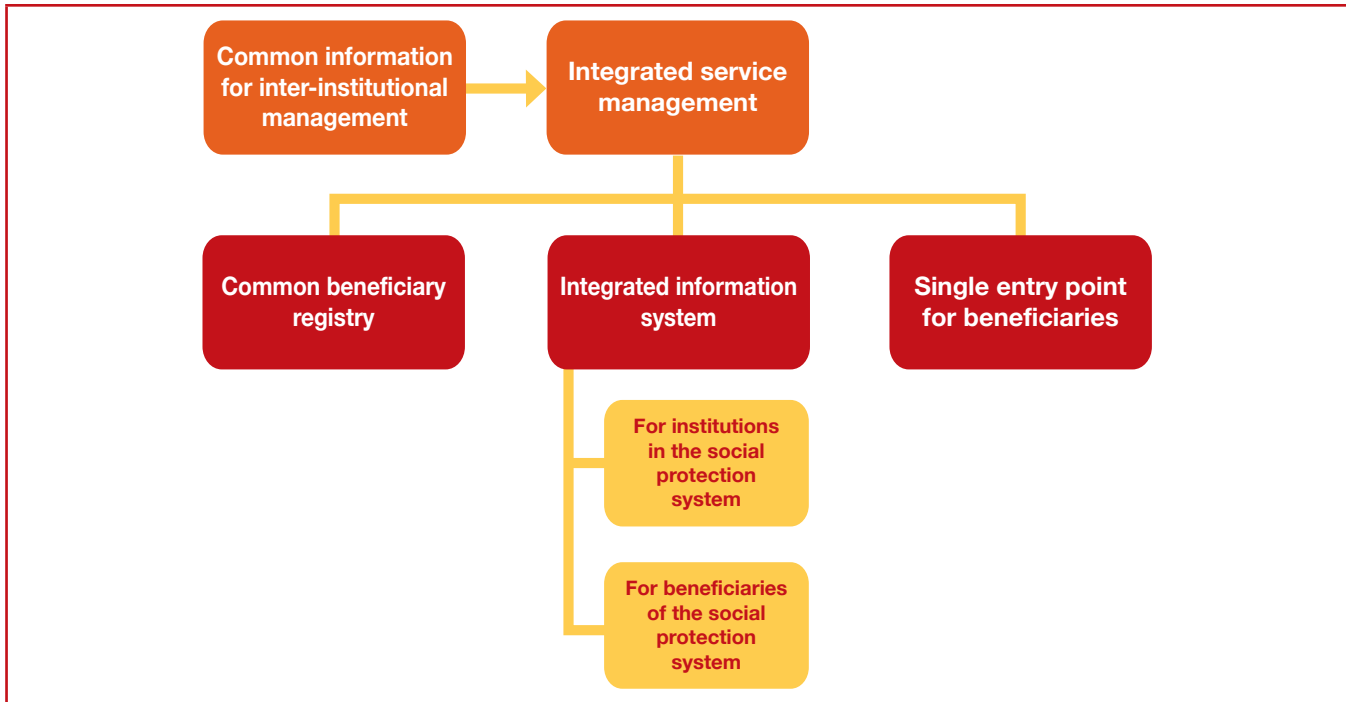 Common information
for inter-institutional
management
Integrated service
management
Common beneficiary
registry
Integrated information
system
Single entry point
for beneficiaries
For institutions
in the social
protection
system
For beneficiaries
of the social
protection
system